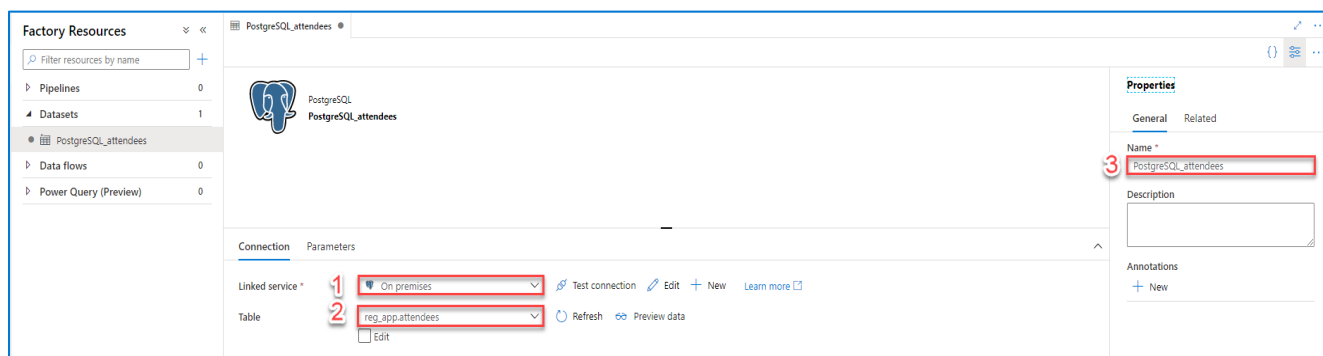 Factory Resources
Filter resources by name
Pipelines 0
Datasets 1
PostgreSQL_attendees
Data flows 0
Power Query (Preview) 0
PostgreSQL_attendees
PostgreSQL
PostgreSQL_attendees
Connection Parameters
Linked service * 1 On premises Test connection Edit New Learn more
Table 2 reg_app.attendees Refresh Preview data
Edit
Properties
General Related
Name *
3 PostgreSQL_attendees
Description
Annotations
New